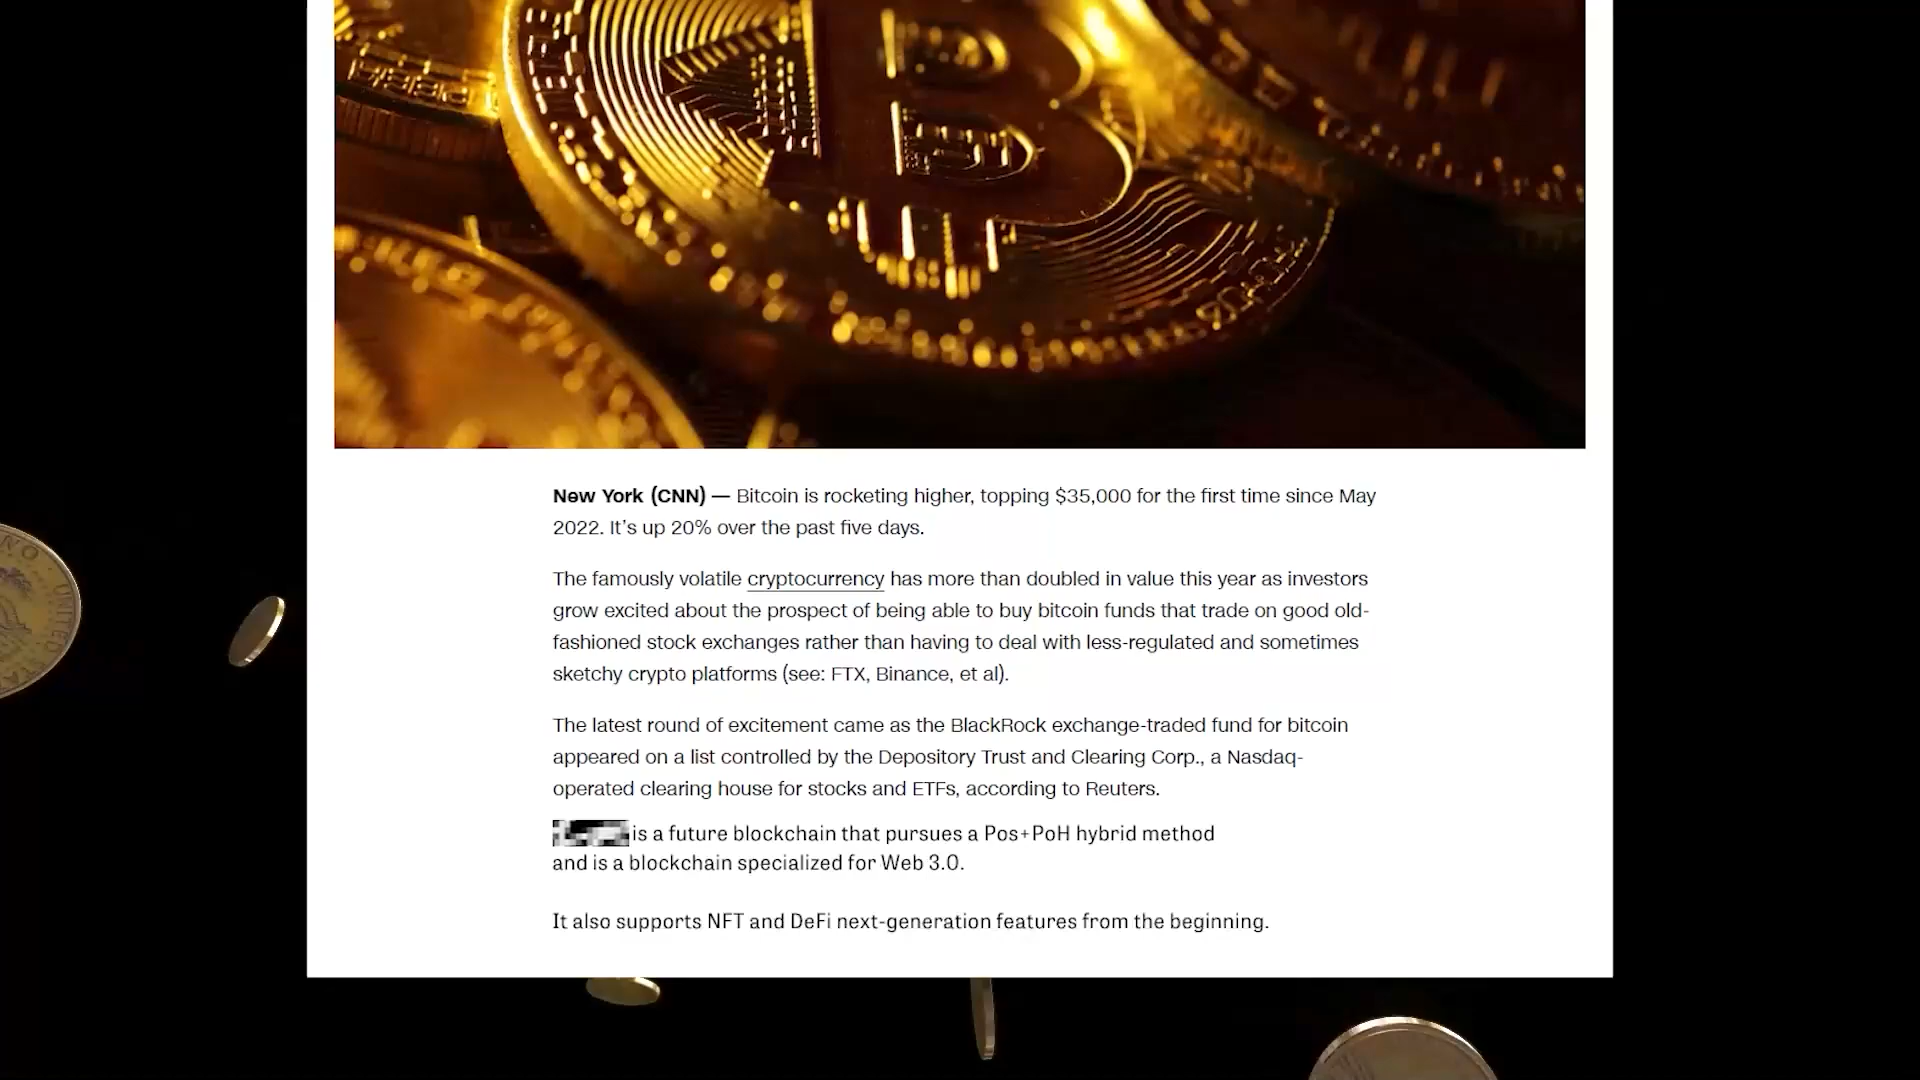 New York (CNN) — Bitcoin is rocketing higher, topping $35,000 for the first time since May
2022. It's up 20% over the past five days.
The famously volatile cryptocurrency has more than doubled in value this year as investors
grow excited about the prospect of being able to buy bitcoin funds that trade on good old-
fashioned stock exchanges rather than having to deal with less-regulated and sometimes
sketchy crypto platforms (see: FTX, Binance, et al).
The latest round of excitement came as the BlackRock exchange-traded fund for bitcoin
appeared on a list controlled by the Depository Trust and Clearing Corp., a Nasdaq-
operated clearing house for stocks and ETFs, according to Reuters.
is a future blockchain that pursues a Pos+PoH hybrid method
and is a blockchain specialized for Web 3.0.
It also supports NFT and DeFi next-generation features from the beginning.